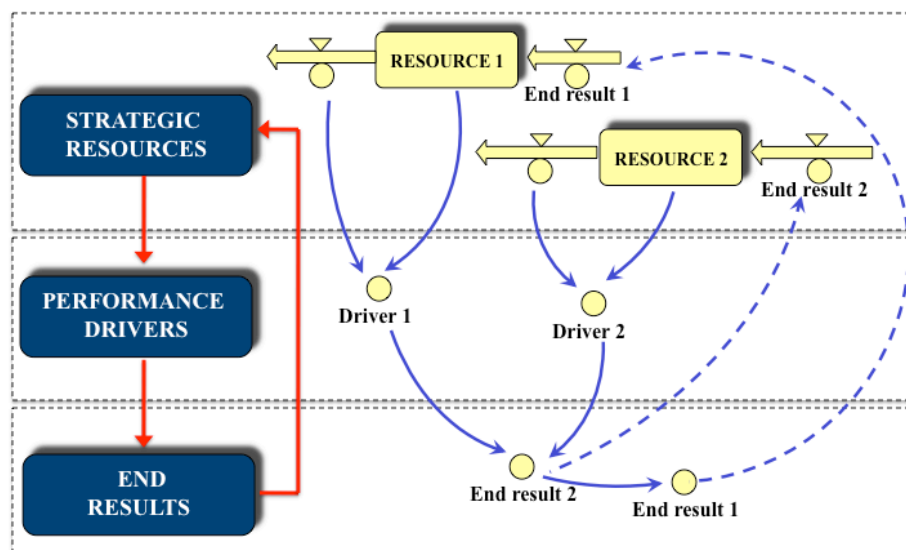 RESOURCE 1
End result 1
STRATEGIC
RESOURCES
RESOURCE 2
End result 2
PERFORMANCE
DRIVERS
Driver 1
Driver 2
END
RESULTS
End result 2
End result 1